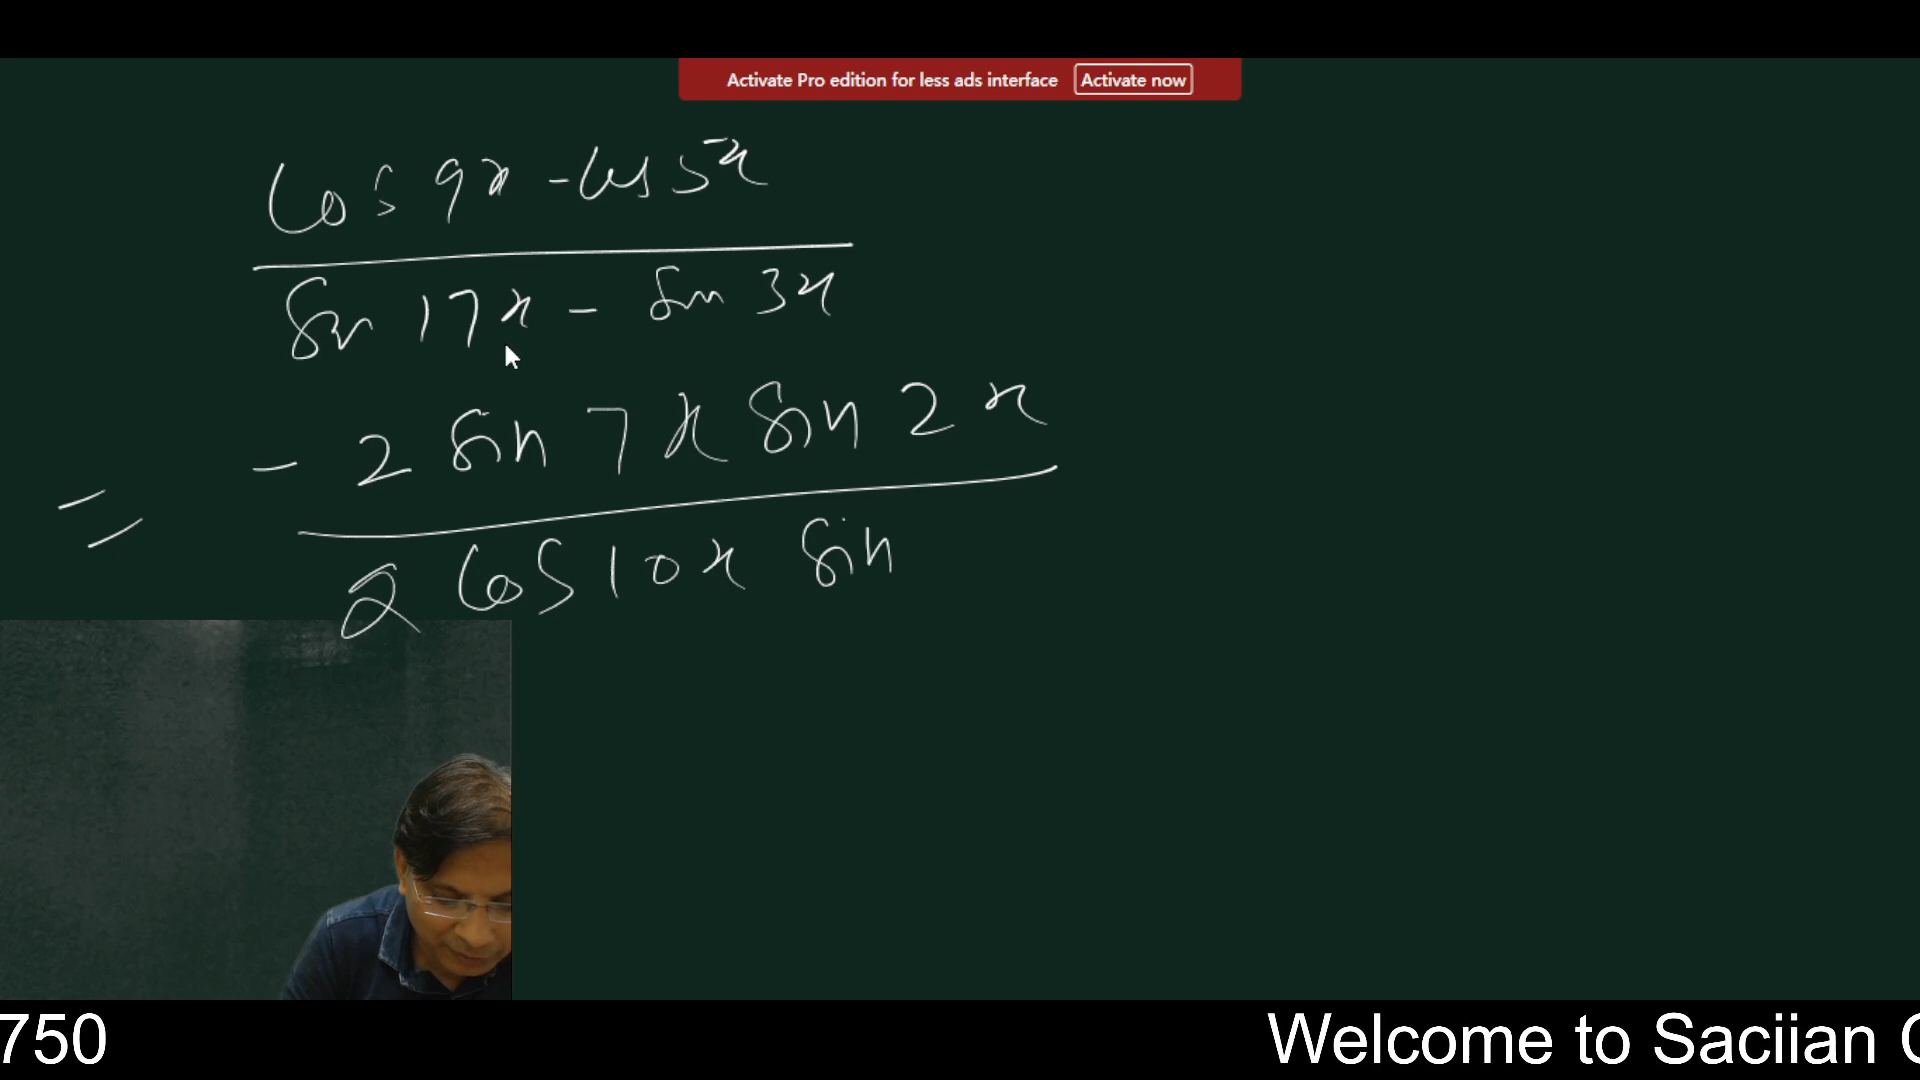 Activate Pro edition for less ads interface Activate now
Cos 9x - Cos 5x
Sin 17x - Sin 3x
= - 2 Sin 7x Sin 2x
2 Cos 10x Sin
750
Welcome to Saciian